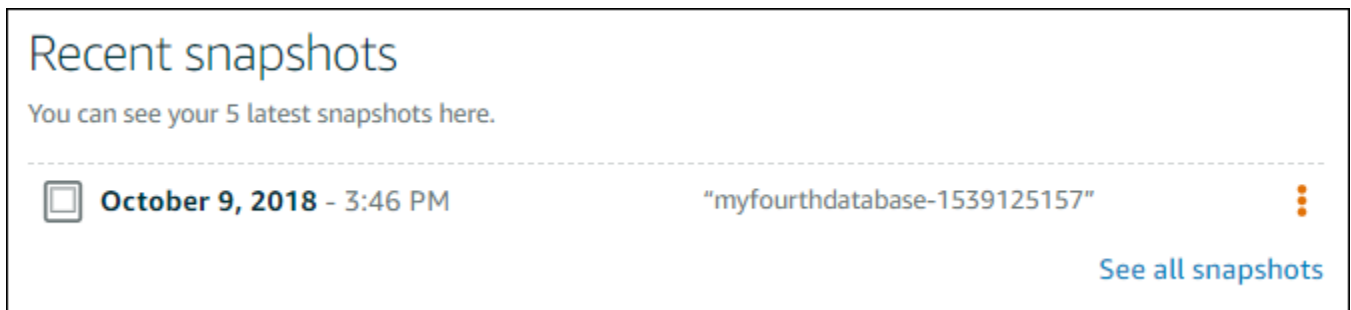 Recent snapshots
You can see your 5 latest snapshots here.
October 9, 2018 - 3:46 PM “myfourthdatabase-1539125157”
See all snapshots